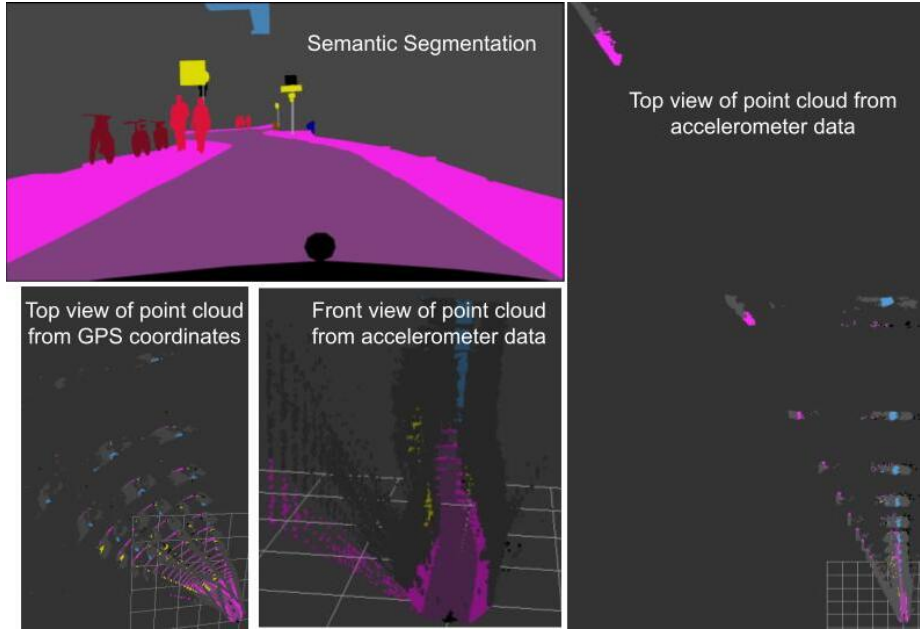 Semantic Segmentation
Top view of point cloud from
accelerometer data
Top view of point cloud
from GPS coordinates
Front view of point cloud
from accelerometer data